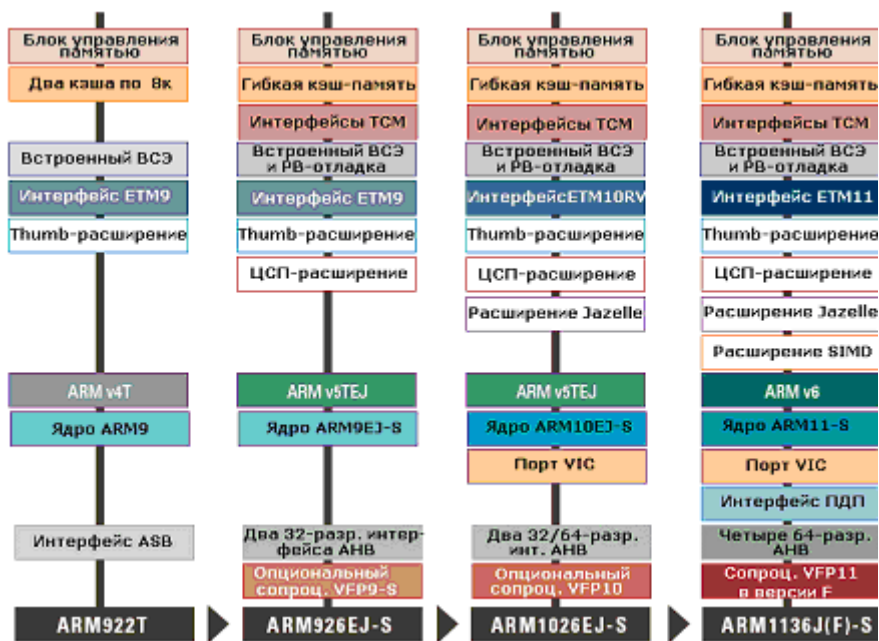 Блок управления
памятью
Два кэша по 8к
Встроенный ВСЭ
Интерфейс ETM9
Thumb-расширение
ARM v4T
Ядро ARM9
Интерфейс ASB
ARM922T
Блок управления
памятью
Гибкая кэш-память
Интерфейсы TCM
Встроенный ВСЭ
и РВ-отладка
Интерфейс ETM9
Thumb-расширение
ЦСП-расширение
ARM v5TEJ
Ядро ARM9EJ-S
Два 32-разр. интер-
фейса AHB
Опциональный
сопроц. VFP9-S
ARM926EJ-S
Блок управления
памятью
Гибкая кэш-память
Интерфейсы TCM
Встроенный ВСЭ
и РВ-отладка
ИнтерфейсETM10RV
Thumb-расширение
ЦСП-расширение
Расширение Jazelle
ARM v5TEJ
Ядро ARM10EJ-S
Порт VIC
Два 32/64-разр.
инт. AHB
Опциональный
сопроц. VFP10
ARM1026EJ-S
Блок управления
памятью
Гибкая кэш-память
Интерфейсы TCM
Встроенный ВСЭ
и РВ-отладка
Интерфейс ETM11
Thumb-расширение
ЦСП-расширение
Расширение Jazelle
Расширение SIMD
ARM v6
Ядро ARM11-S
Порт VIC
Интерфейс ПДП
Четыре 64-разр.
AHB
Сопроц. VFP11
в версии F
ARM1136J(F)-S